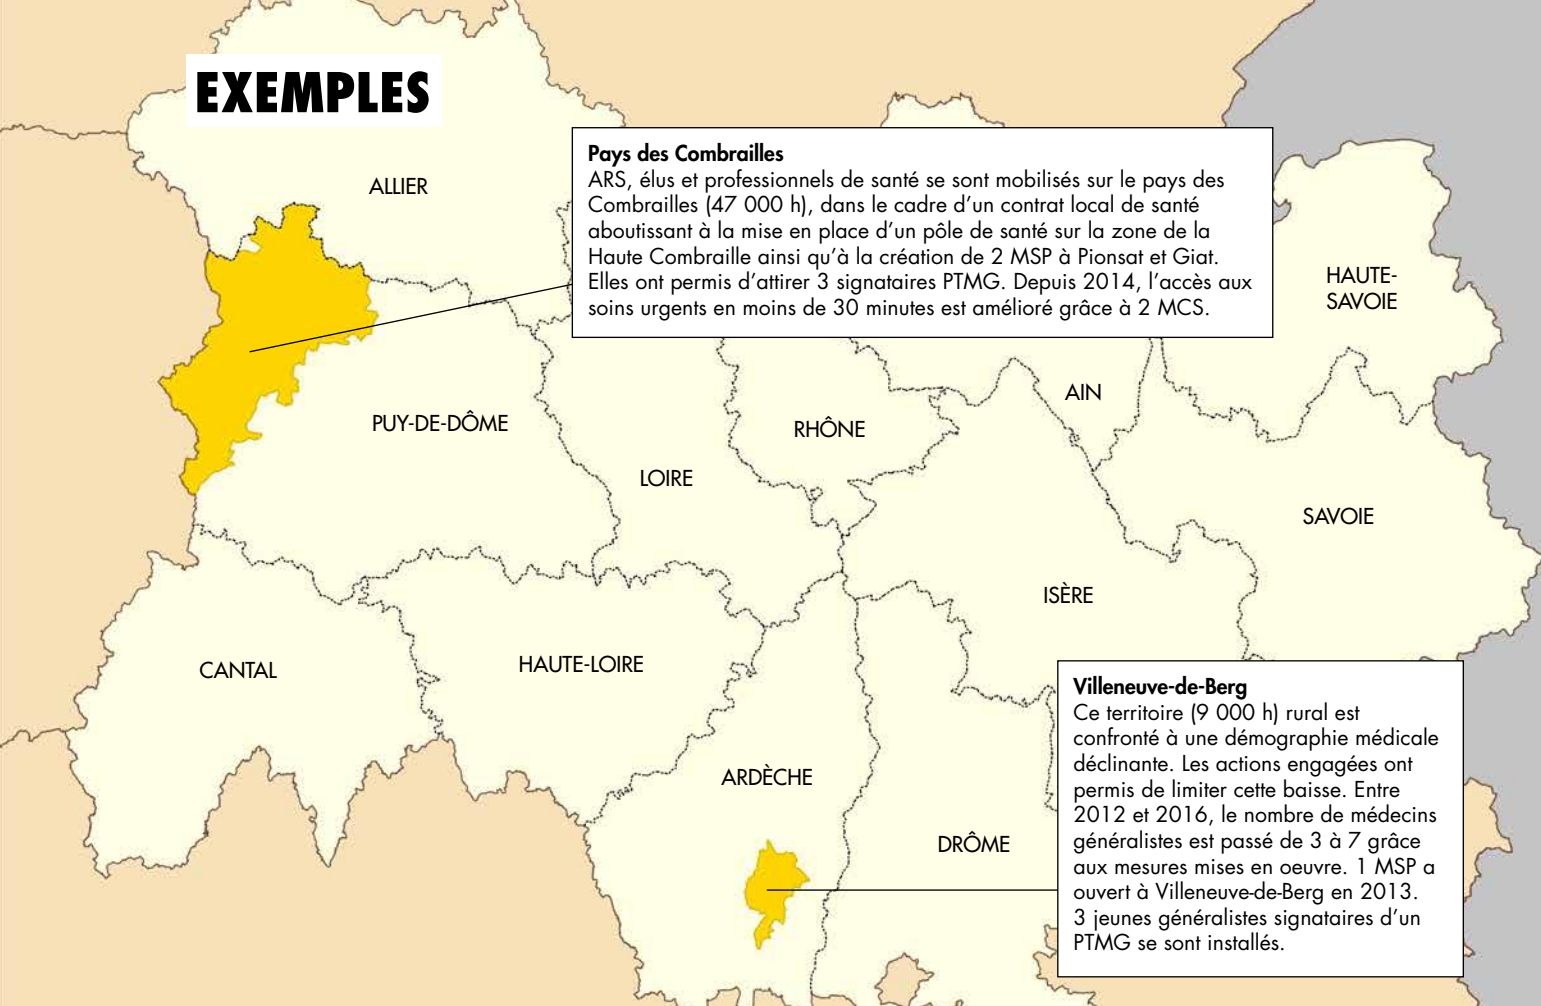 EXEMPLES
Pays des Combrailles
ARS, élus et professionnels de santé se sont mobilisés sur le pays des
Combrailles (47 000 h), dans le cadre d'un contrat local de santé
aboutissant à la mise en place d'un pôle de santé sur la zone de la
Haute Combraille ainsi qu'à la création de 2 MSP à Pionsat et Giat.
Elles ont permis d'attirer 3 signataires PTMG. Depuis 2014, l'accès aux
soins urgents en moins de 30 minutes est amélioré grâce à 2 MCS.
ALLIER
HAUTE-
SAVOIE
AIN
PUY-DE-DÔME
RHÔNE
LOIRE
SAVOIE
ISÈRE
CANTAL
HAUTE-LOIRE
ARDÈCHE
DRÔME
Villeneuve-de-Berg
Ce territoire (9 000 h) rural est
confronté à une démographie médicale
déclinante. Les actions engagées ont
permis de limiter cette baisse. Entre
2012 et 2016, le nombre de médecins
généralistes est passé de 3 à 7 grâce
aux mesures mises en oeuvre. 1 MSP a
ouvert à Villeneuve-de-Berg en 2013.
3 jeunes généralistes signataires d'un
PTMG se sont installés.